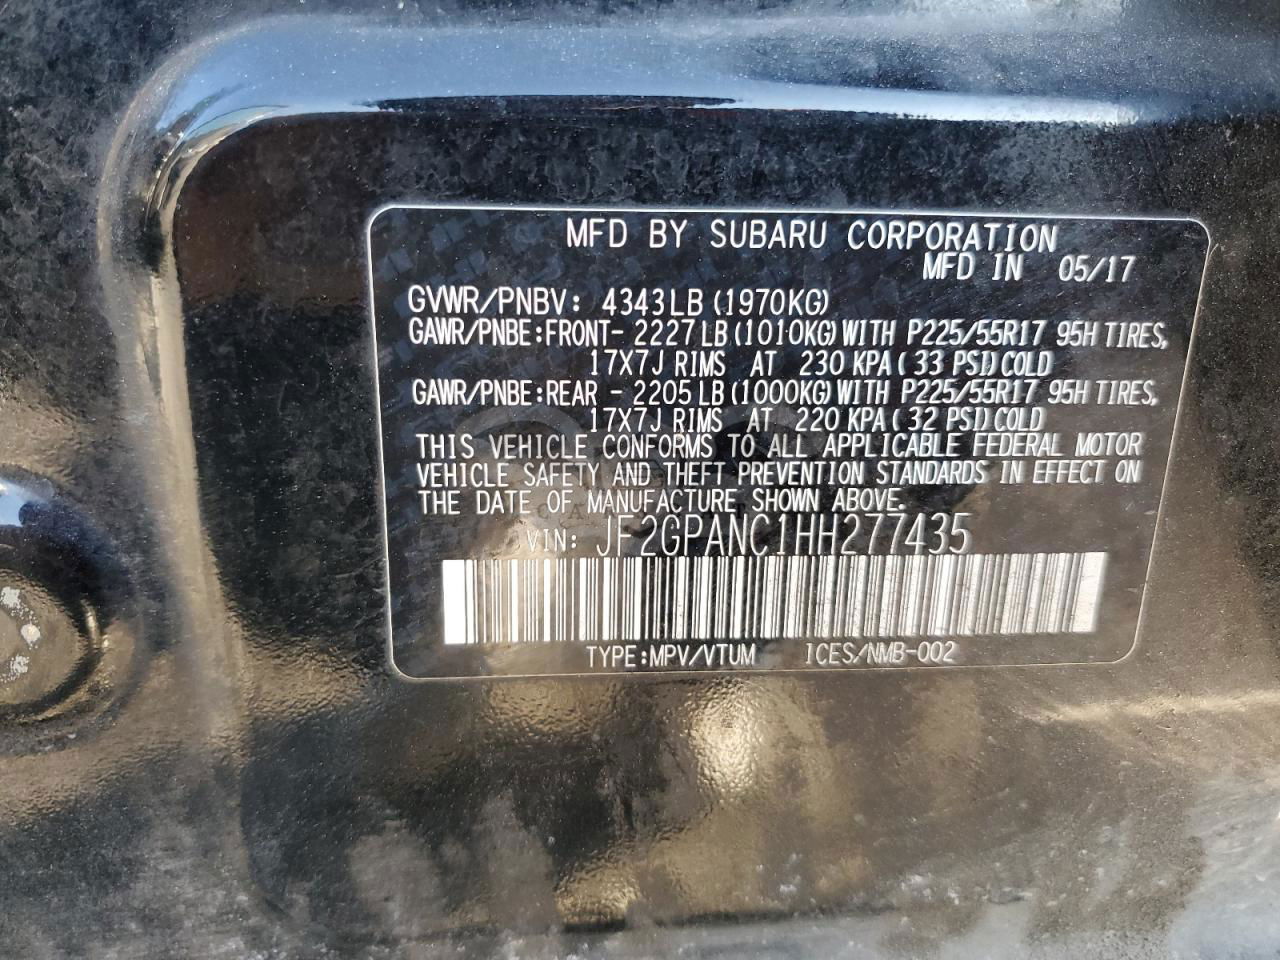 MFD BY SUBARU CORPORATION
MFD IN 05/17
GVWR/PNBV: 4343LB (1970KG)
GAWR/PNBE:FRONT- 2227LB (1010KG) WITH P225/55R17 95H TIRES,
17X7J RIMS AT 230 KPA (33 PSI) COLD
GAWR/PNBE:REAR - 2205LB (1000KG) WITH P225/55R17 95H TIRES,
17X7J RIMS AT 220 KPA (32 PSI) COLD
THIS VEHICLE CONFORMS TO ALL APPLICABLE FEDERAL MOTOR
VEHICLE SAFETY AND THEFT PREVENTION STANDARDS IN EFFECT ON
THE DATE OF MANUFACTURE SHOWN ABOVE.
VIN: JF2GPANC1HH277435
TYPE:MPV/VTUM ICES/NMB-002